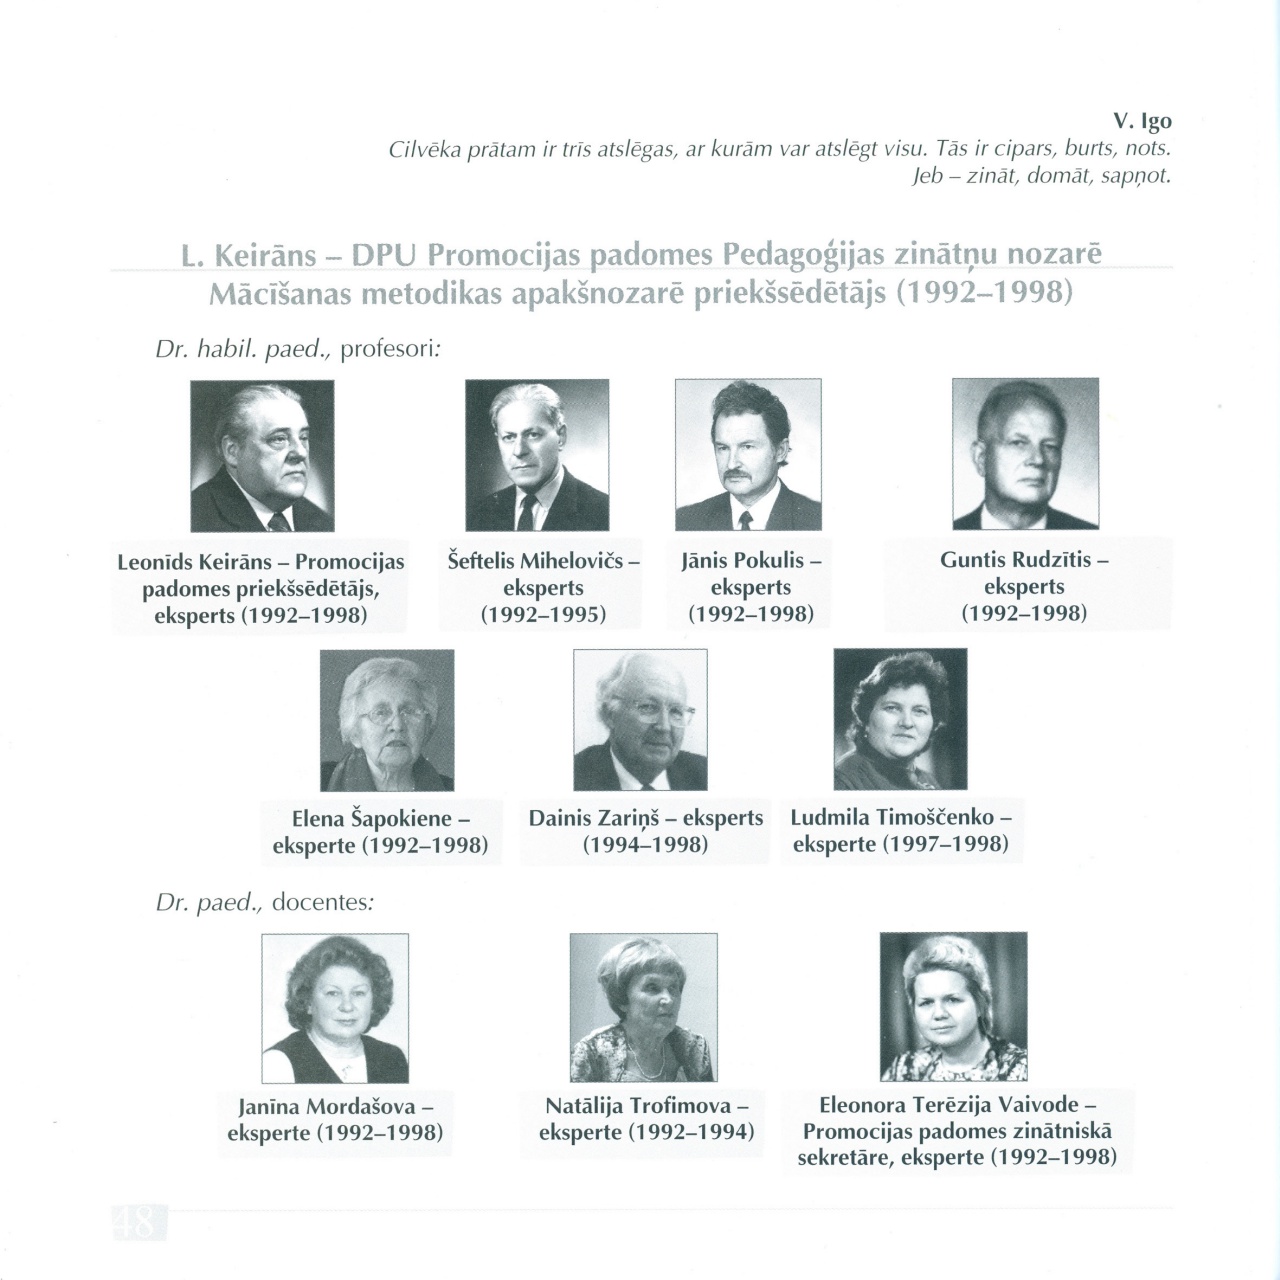 V. Igo
Cilvēka prātam ir trīs atslēgas, ar kurām var atslēgt visu. Tās ir cipars, burts, nots.
Jeb – zināt, domāt, sapņot.
L. Keirāns – DPU Promocijas padomes Pedagoģijas zinātņu nozarē
Mācīšanas metodikas apakšnozarē priekšsēdētājs (1992–1998)
Dr. habil. paed., profesori:
Leonīds Keirāns – Promocijas
padomes priekšsēdētājs,
eksperts (1992–1998)
Šeftelis Mihelovičs –
eksperts
(1992–1995)
Jānis Pokulis –
eksperts
(1992–1998)
Guntis Rudzītis –
eksperts
(1992–1998)
Elena Šapokiene –
eksperte (1992–1998)
Dainis Zariņš – eksperts
(1994–1998)
Ludmila Timoščenko –
eksperte (1997–1998)
Dr. paed., docentes:
Janīna Mordašova –
eksperte (1992–1998)
Natālija Trofimova –
eksperte (1992–1994)
Eleonora Terēzija Vaivode –
Promocijas padomes zinātniskā
sekretāre, eksperte (1992–1998)
48